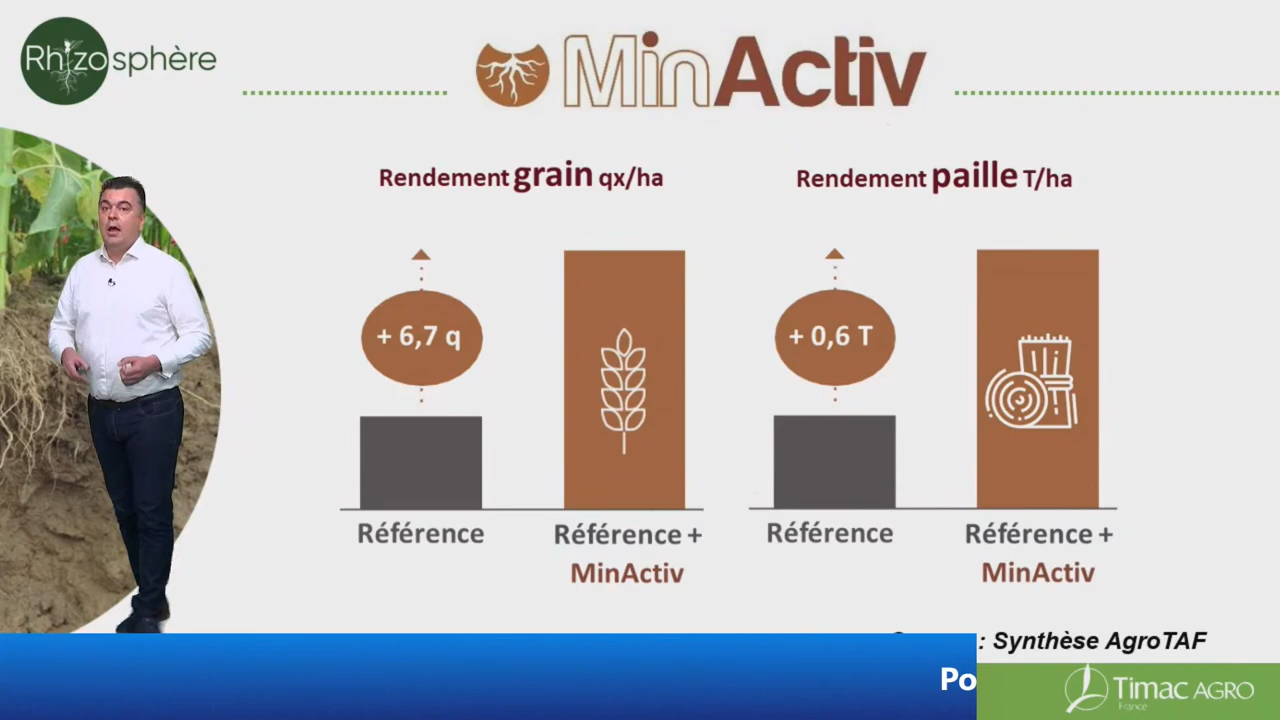 Rhizosphère
MinActiv
Rendement grain qx/ha
Rendement paille T/ha
+ 6,7 q
+ 0,6 T
Référence
Référence +
MinActiv
Référence
Référence +
MinActiv
: Synthèse AgroTAF
Po
Timac AGRO
France